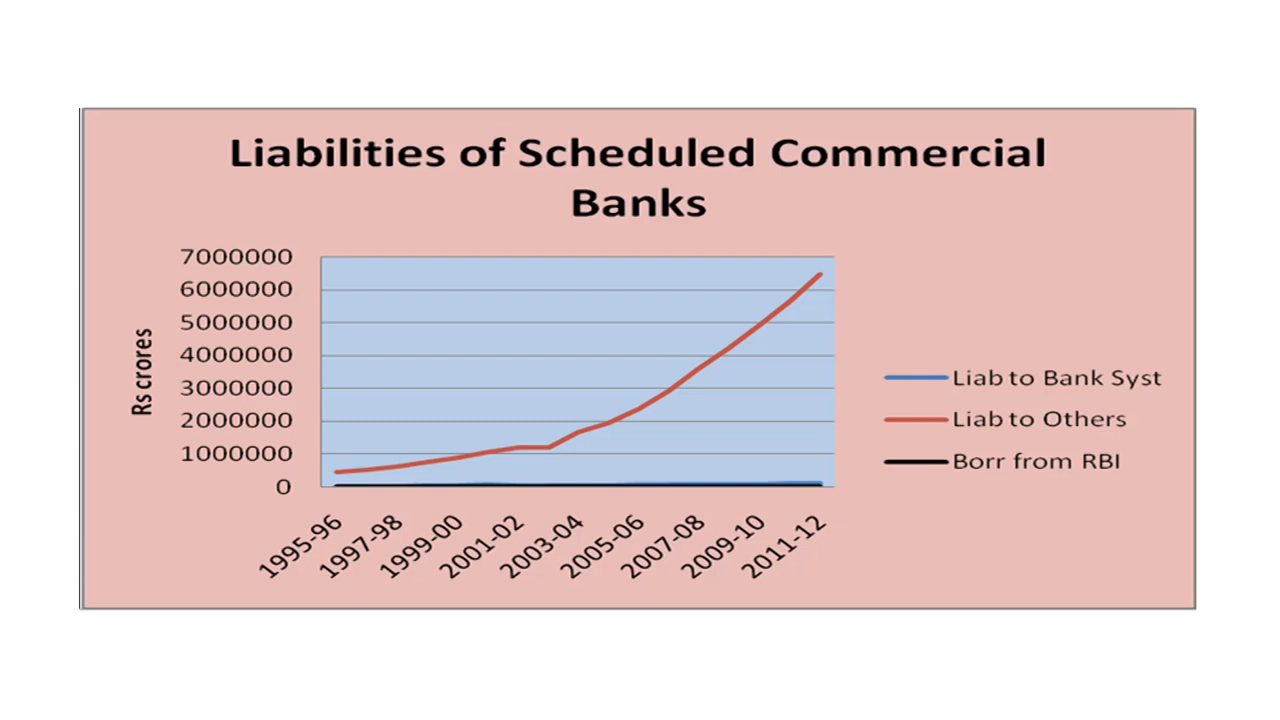 Liabilities of Scheduled Commercial
Banks
7000000
6000000
5000000
4000000
3000000
2000000
1000000
0
Rs crores
1995-96
1997-98
1999-00
2001-02
2003-04
2005-06
2007-08
2009-10
2011-12
Liab to Bank Syst
Liab to Others
Borr from RBI